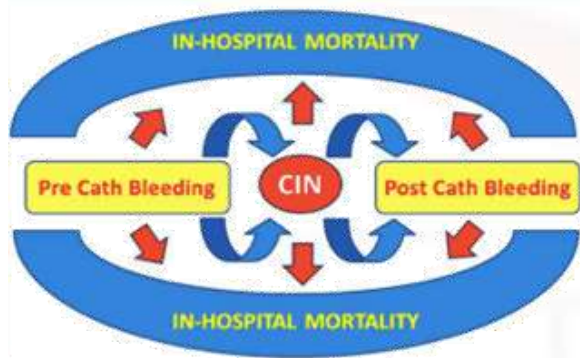 IN-HOSPITAL MORTALITY
Pre Cath Bleeding
CIN
Post Cath Bleeding
IN-HOSPITAL MORTALITY